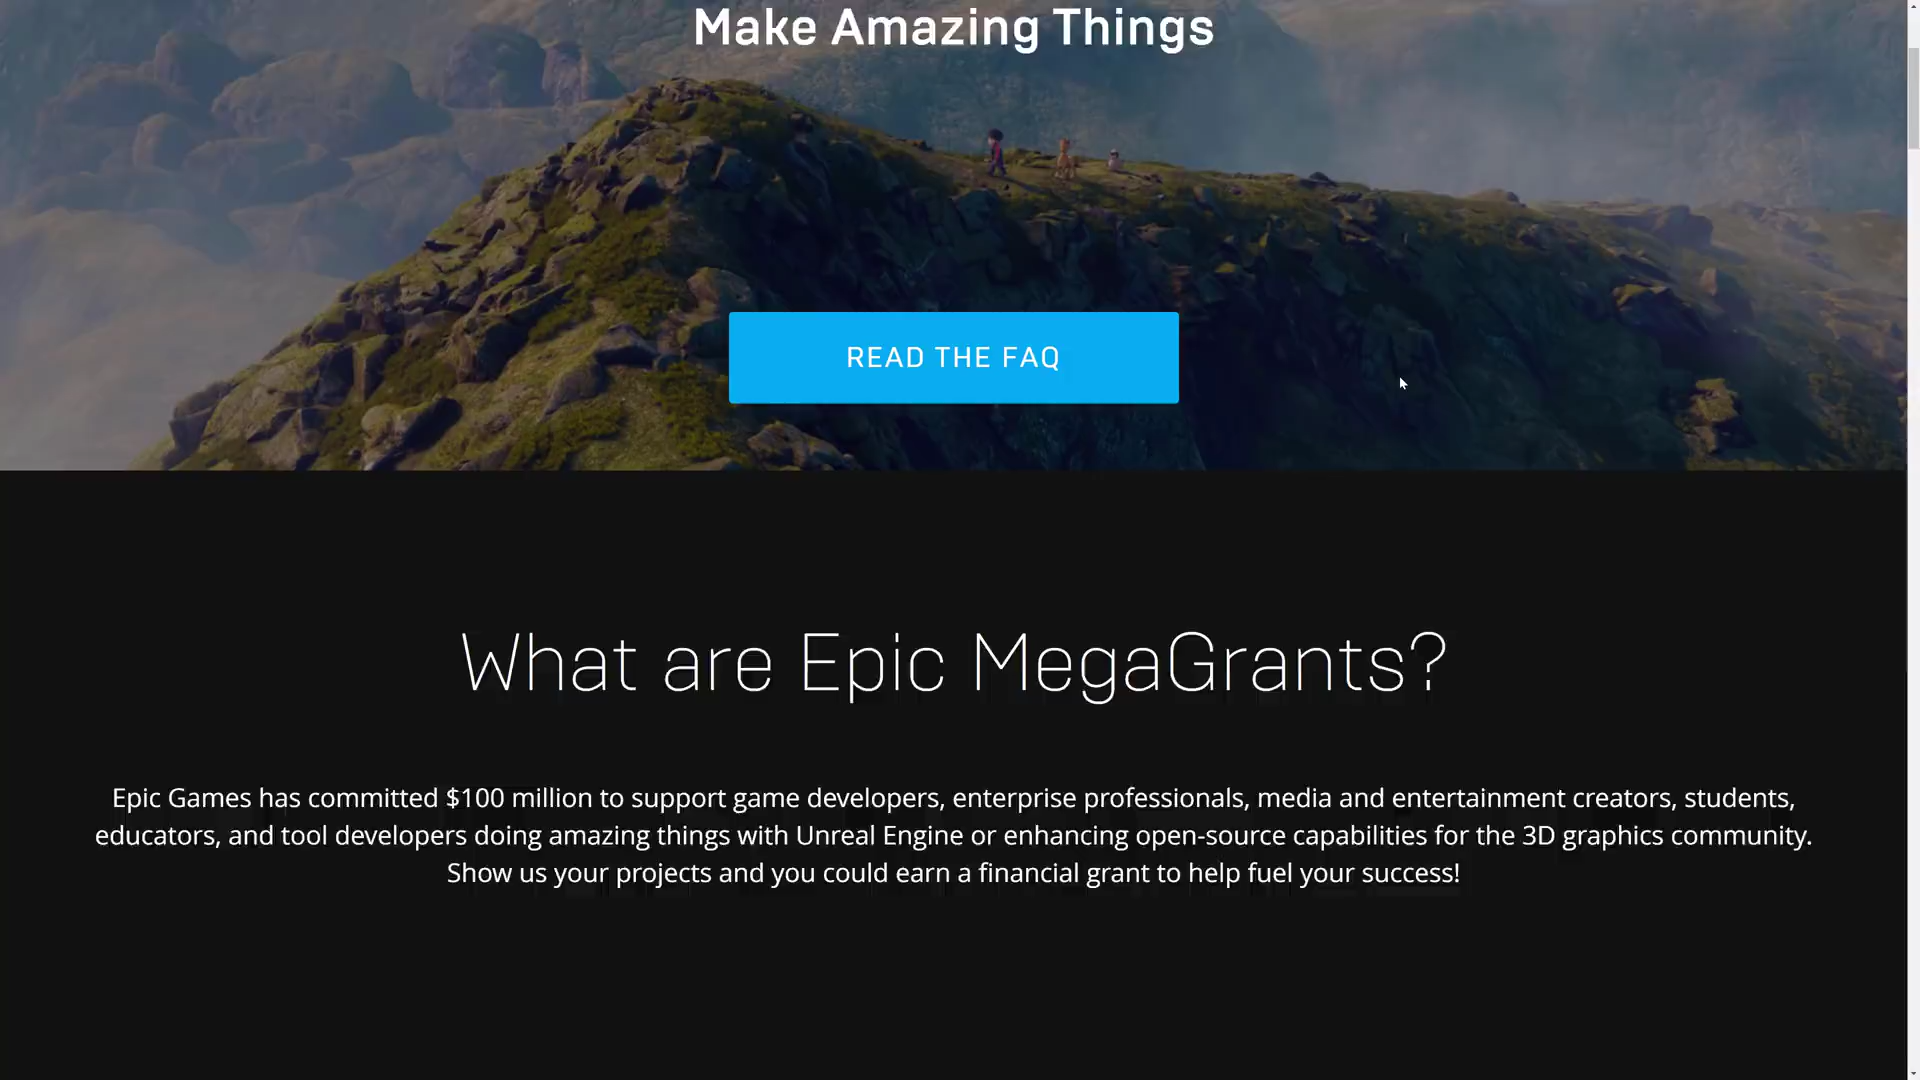 Make Amazing Things
READ THE FAQ
What are Epic MegaGrants?
Epic Games has committed $100 million to support game developers, enterprise professionals, media and entertainment creators, students,
educators, and tool developers doing amazing things with Unreal Engine or enhancing open-source capabilities for the 3D graphics community.
Show us your projects and you could earn a financial grant to help fuel your success!